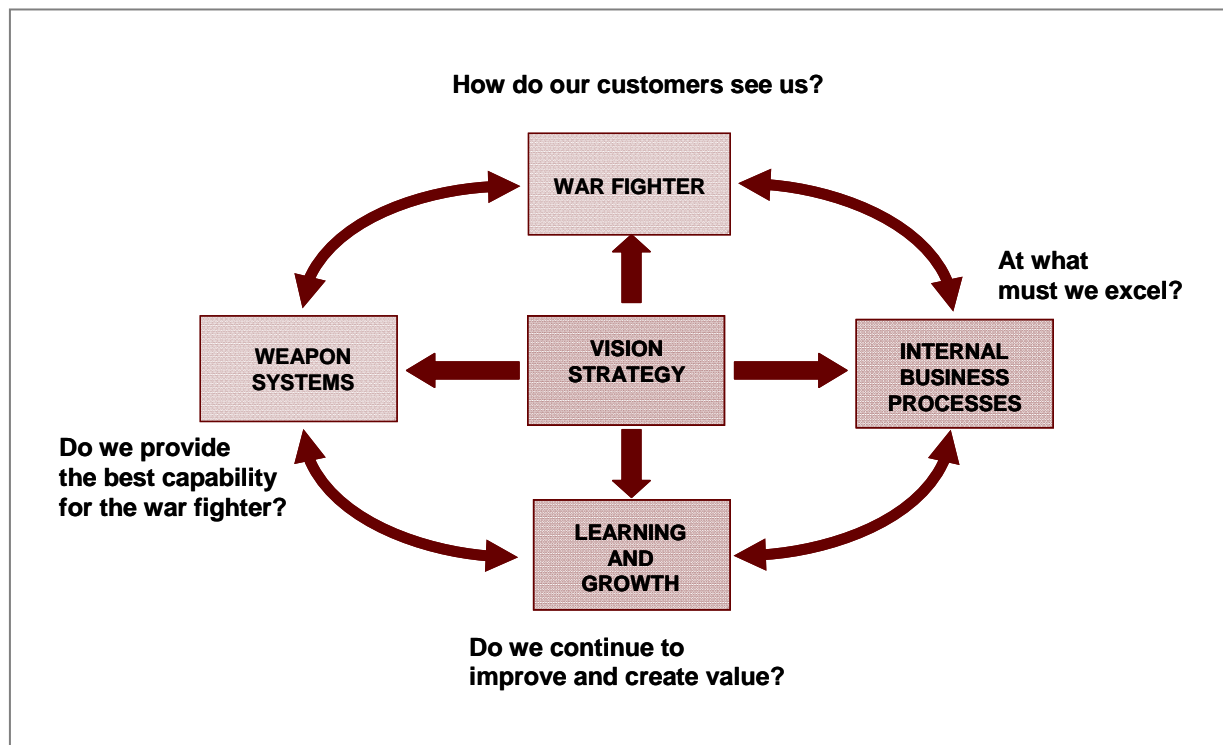 How do our customers see us?
WAR FIGHTER
At what
must we excel?
WEAPON
SYSTEMS
VISION
STRATEGY
INTERNAL
BUSINESS
PROCESSES
Do we provide
the best capability
for the war fighter?
LEARNING
AND
GROWTH
Do we continue to
improve and create value?